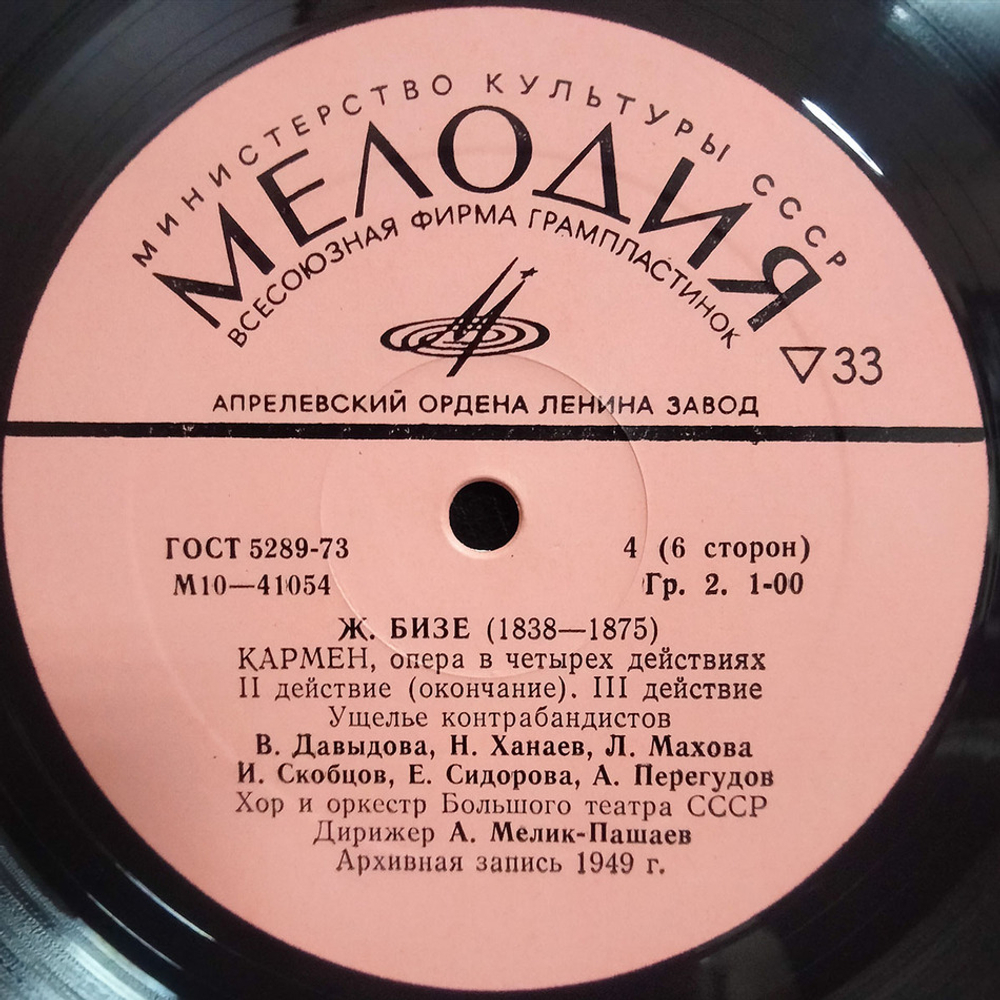 МИНИСТЕРСТВО КУЛЬТУРЫ СССР
МЕЛОДИЯ
ВСЕСОЮЗНАЯ ФИРМА ГРАМПЛАСТИНОК
▽33
АПРЕЛЕВСКИЙ ОРДЕНА ЛЕНИНА ЗАВОД
ГОСТ 5289-73
4 (6 сторон)
М10—41054
Гр. 2. 1-00
Ж. БИЗЕ (1838—1875)
КАРМЕН, опера в четырех действиях
II действие (окончание). III действие
Ущелье контрабандистов
В. Давыдова, Н. Ханаев, Л. Махова
И. Скобцов, Е. Сидорова, А. Перегудов
Хор и оркестр Большого театра СССР
Дирижер А. Мелик-Пашаев
Архивная запись 1949 г.